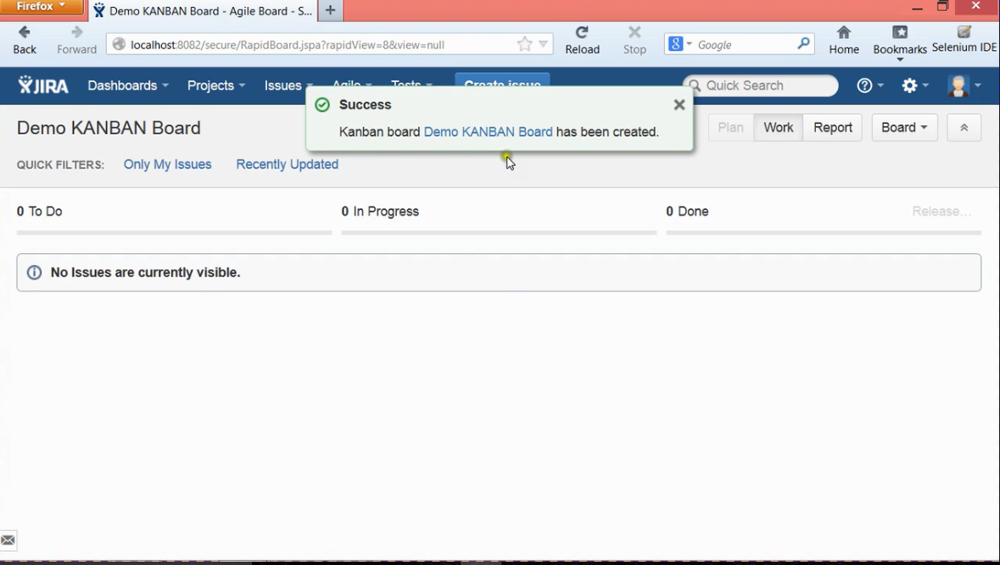 Firefox
Demo KANBAN Board - Agile Board - S...
Back
Forward
localhost:8082/secure/RapidBoard.jspa?rapidView=8&view=null
Reload
Stop
Google
Home
Bookmarks
Selenium IDE
JIRA
Dashboards
Projects
Issues
Agile
Tests
Create issue
Quick Search
Success
Kanban board Demo KANBAN Board has been created.
Demo KANBAN Board
Plan
Work
Report
Board
QUICK FILTERS:
Only My Issues
Recently Updated
0 To Do
0 In Progress
0 Done
Release...
No Issues are currently visible.